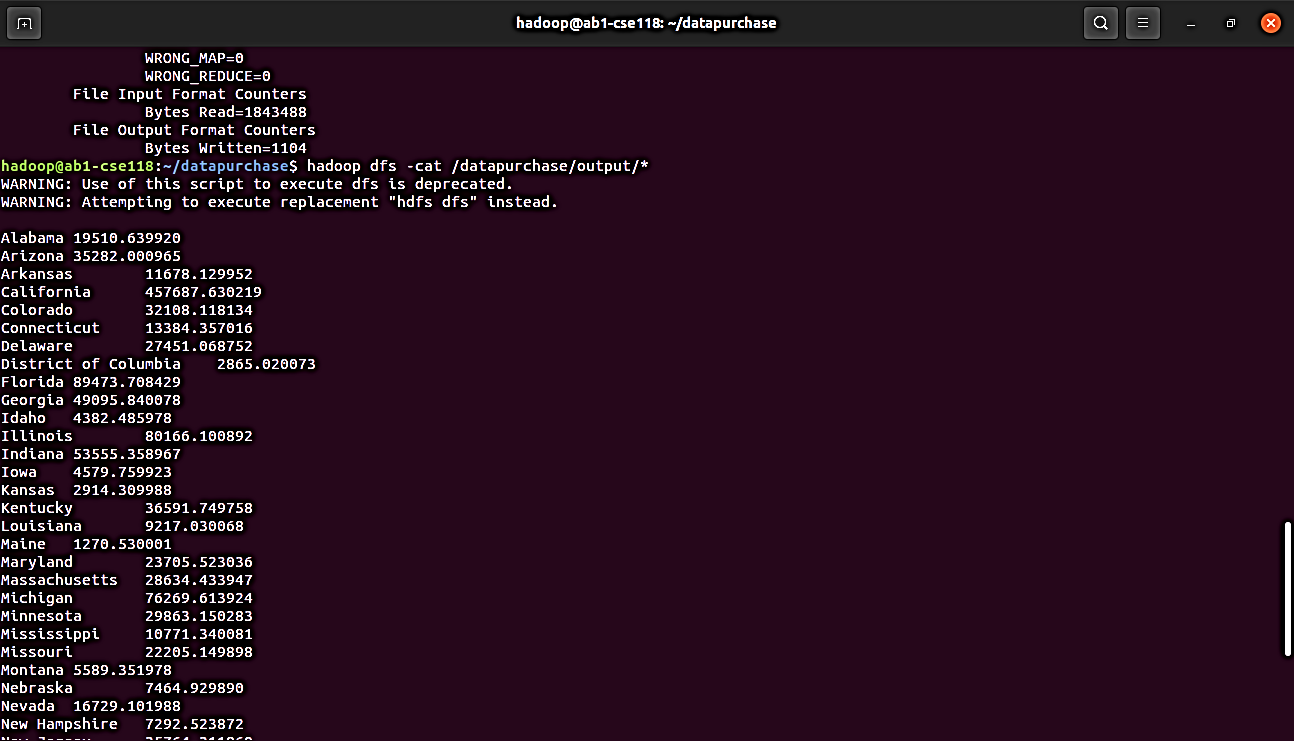 hadoop@ab1-cse118: ~/datapurchase
WRONG_MAP=0
WRONG_REDUCE=0
File Input Format Counters
Bytes Read=1843488
File Output Format Counters
Bytes Written=1104
hadoop@ab1-cse118:~/datapurchase$ hadoop dfs -cat /datapurchase/output/*
WARNING: Use of this script to execute dfs is deprecated.
WARNING: Attempting to execute replacement "hdfs dfs" instead.
Alabama 19510.639920
Arizona 35282.000965
Arkansas 11678.129952
California 457687.630219
Colorado 32108.118134
Connecticut 13384.357016
Delaware 27451.068752
District of Columbia 2865.020073
Florida 89473.708429
Georgia 49095.840078
Idaho 4382.485978
Illinois 80166.100892
Indiana 53555.358967
Iowa 4579.759923
Kansas 2914.309988
Kentucky 36591.749758
Louisiana 9217.030068
Maine 1270.530001
Maryland 23705.523036
Massachusetts 28634.433947
Michigan 76269.613924
Minnesota 29863.150283
Mississippi 10771.340081
Missouri 22205.149898
Montana 5589.351978
Nebraska 7464.929890
Nevada 16729.101988
New Hampshire 7292.523872
New Jersey